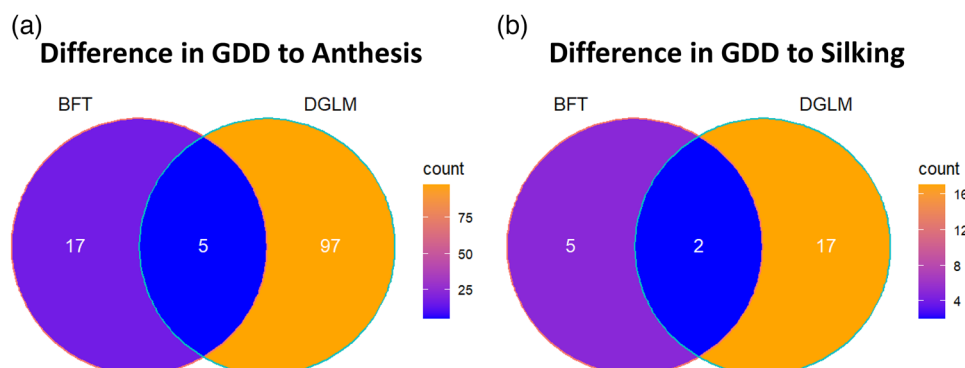 (a)
Difference in GDD to Anthesis
BFT
DGLM
17
5
97
count
75
50
25
(b)
Difference in GDD to Silking
BFT
DGLM
5
2
17
count
16
12
8
4